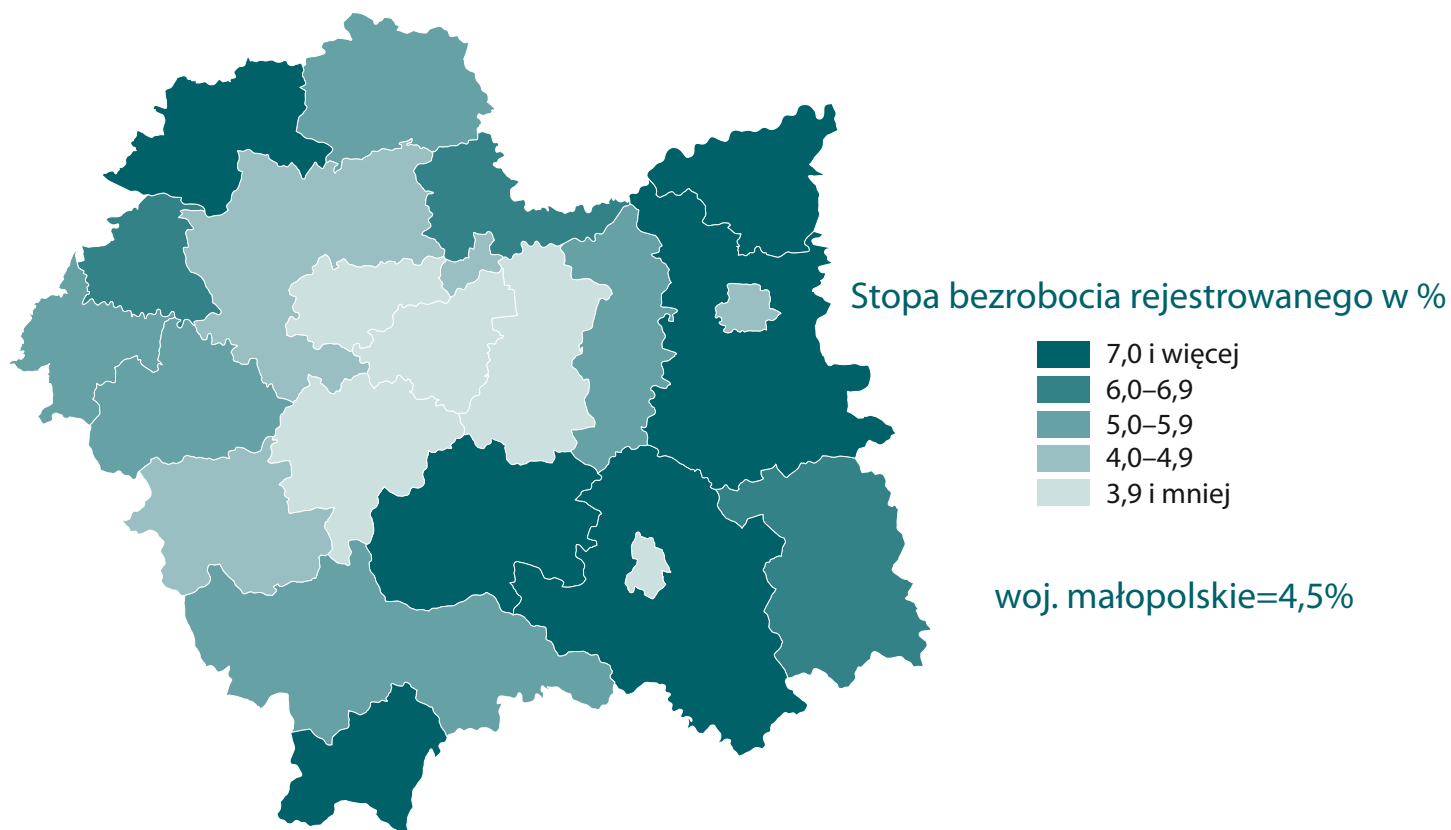 Stopa bezrobocia rejestrowanego w %
7,0 i więcej
6,0–6,9
5,0–5,9
4,0–4,9
3,9 i mniej
woj. małopolskie=4,5%